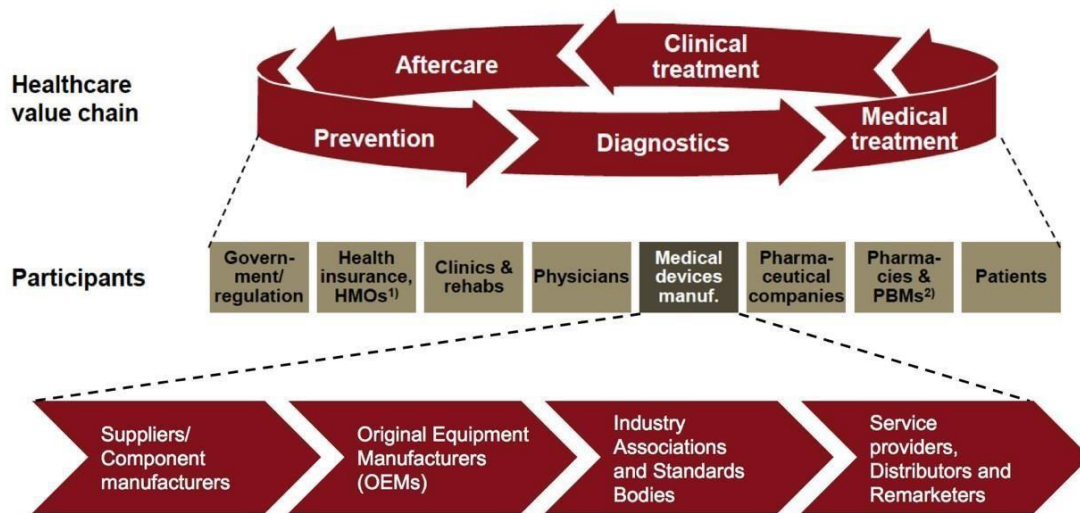 Healthcare
value chain
Aftercare
Clinical
treatment
Prevention
Diagnostics
Medical
treatment
Participants
Govern-
ment/
regulation
Health
insurance,
HMOs¹⁾
Clinics &
rehabs
Physicians
Medical
devices
manuf.
Pharma-
ceutical
companies
Pharma-
cies &
PBMs²⁾
Patients
Suppliers/
Component
manufacturers
Original Equipment
Manufacturers
(OEMs)
Industry
Associations
and Standards
Bodies
Service
providers,
Distributors and
Remarketers